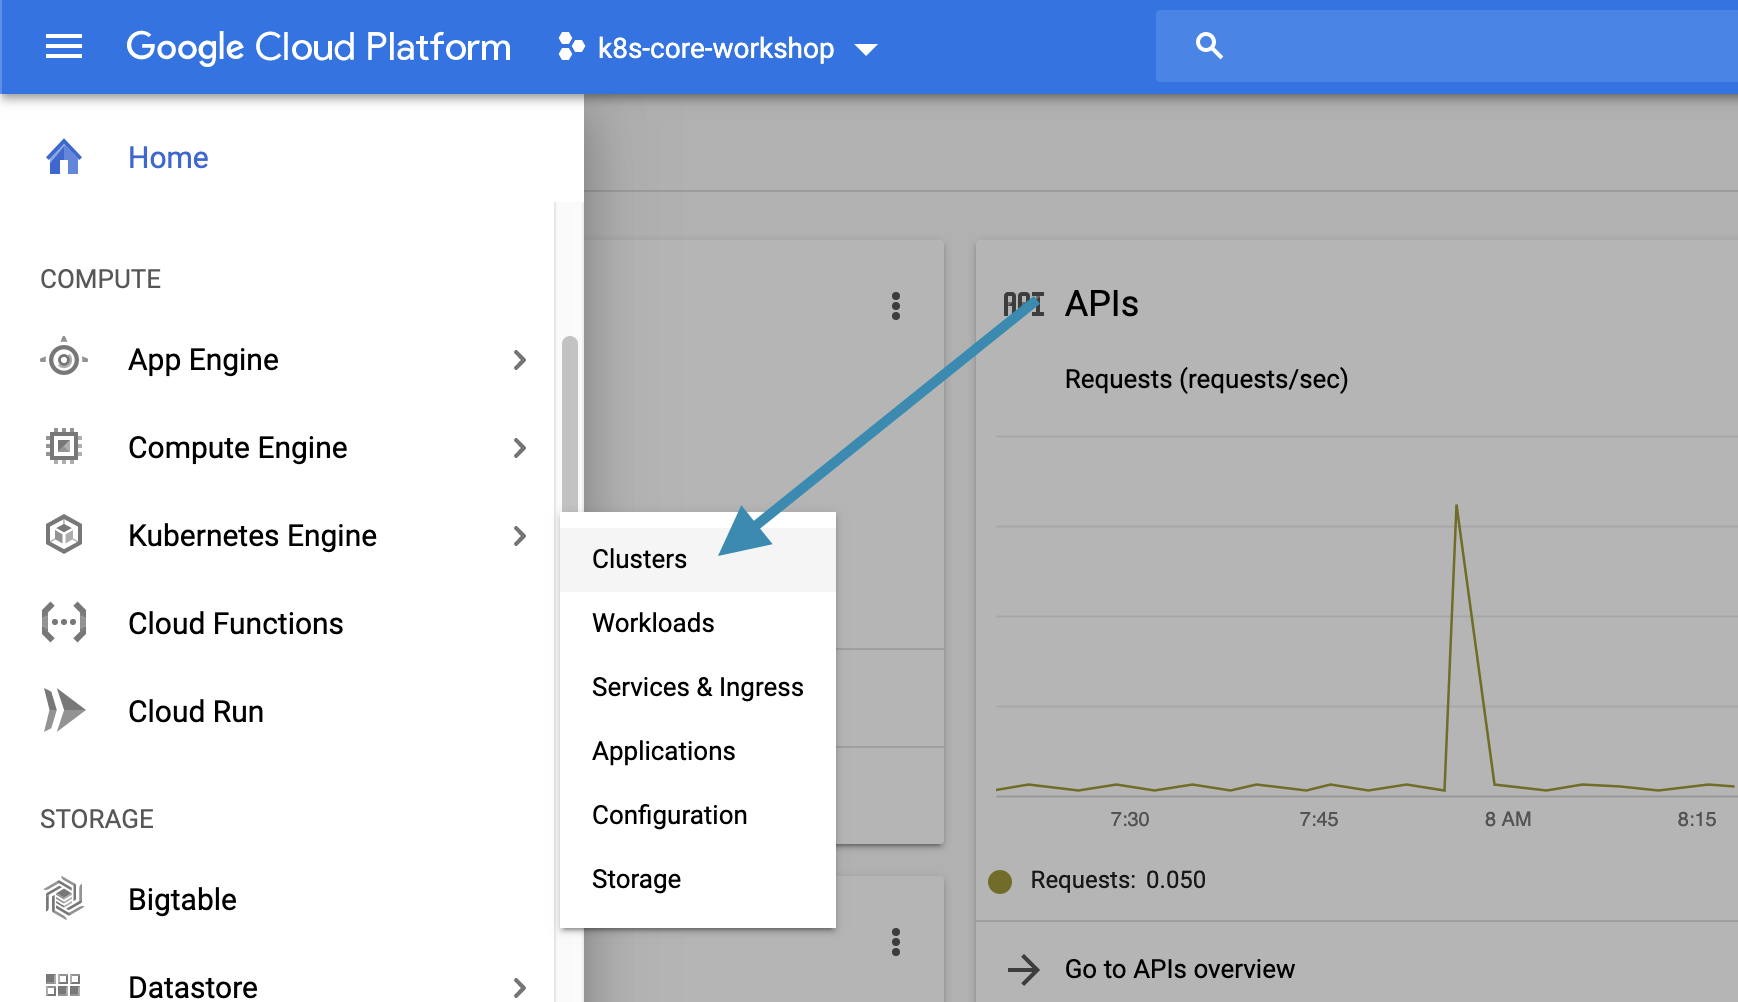 Google Cloud Platform
k8s-core-workshop
Home
COMPUTE
App Engine
Compute Engine
Kubernetes Engine
Cloud Functions
Cloud Run
STORAGE
Bigtable
Datastore
Clusters
Workloads
Services & Ingress
Applications
Configuration
Storage
API APIs
Requests (requests/sec)
7:30 7:45 8 AM 8:15
Requests: 0.050
Go to APIs overview